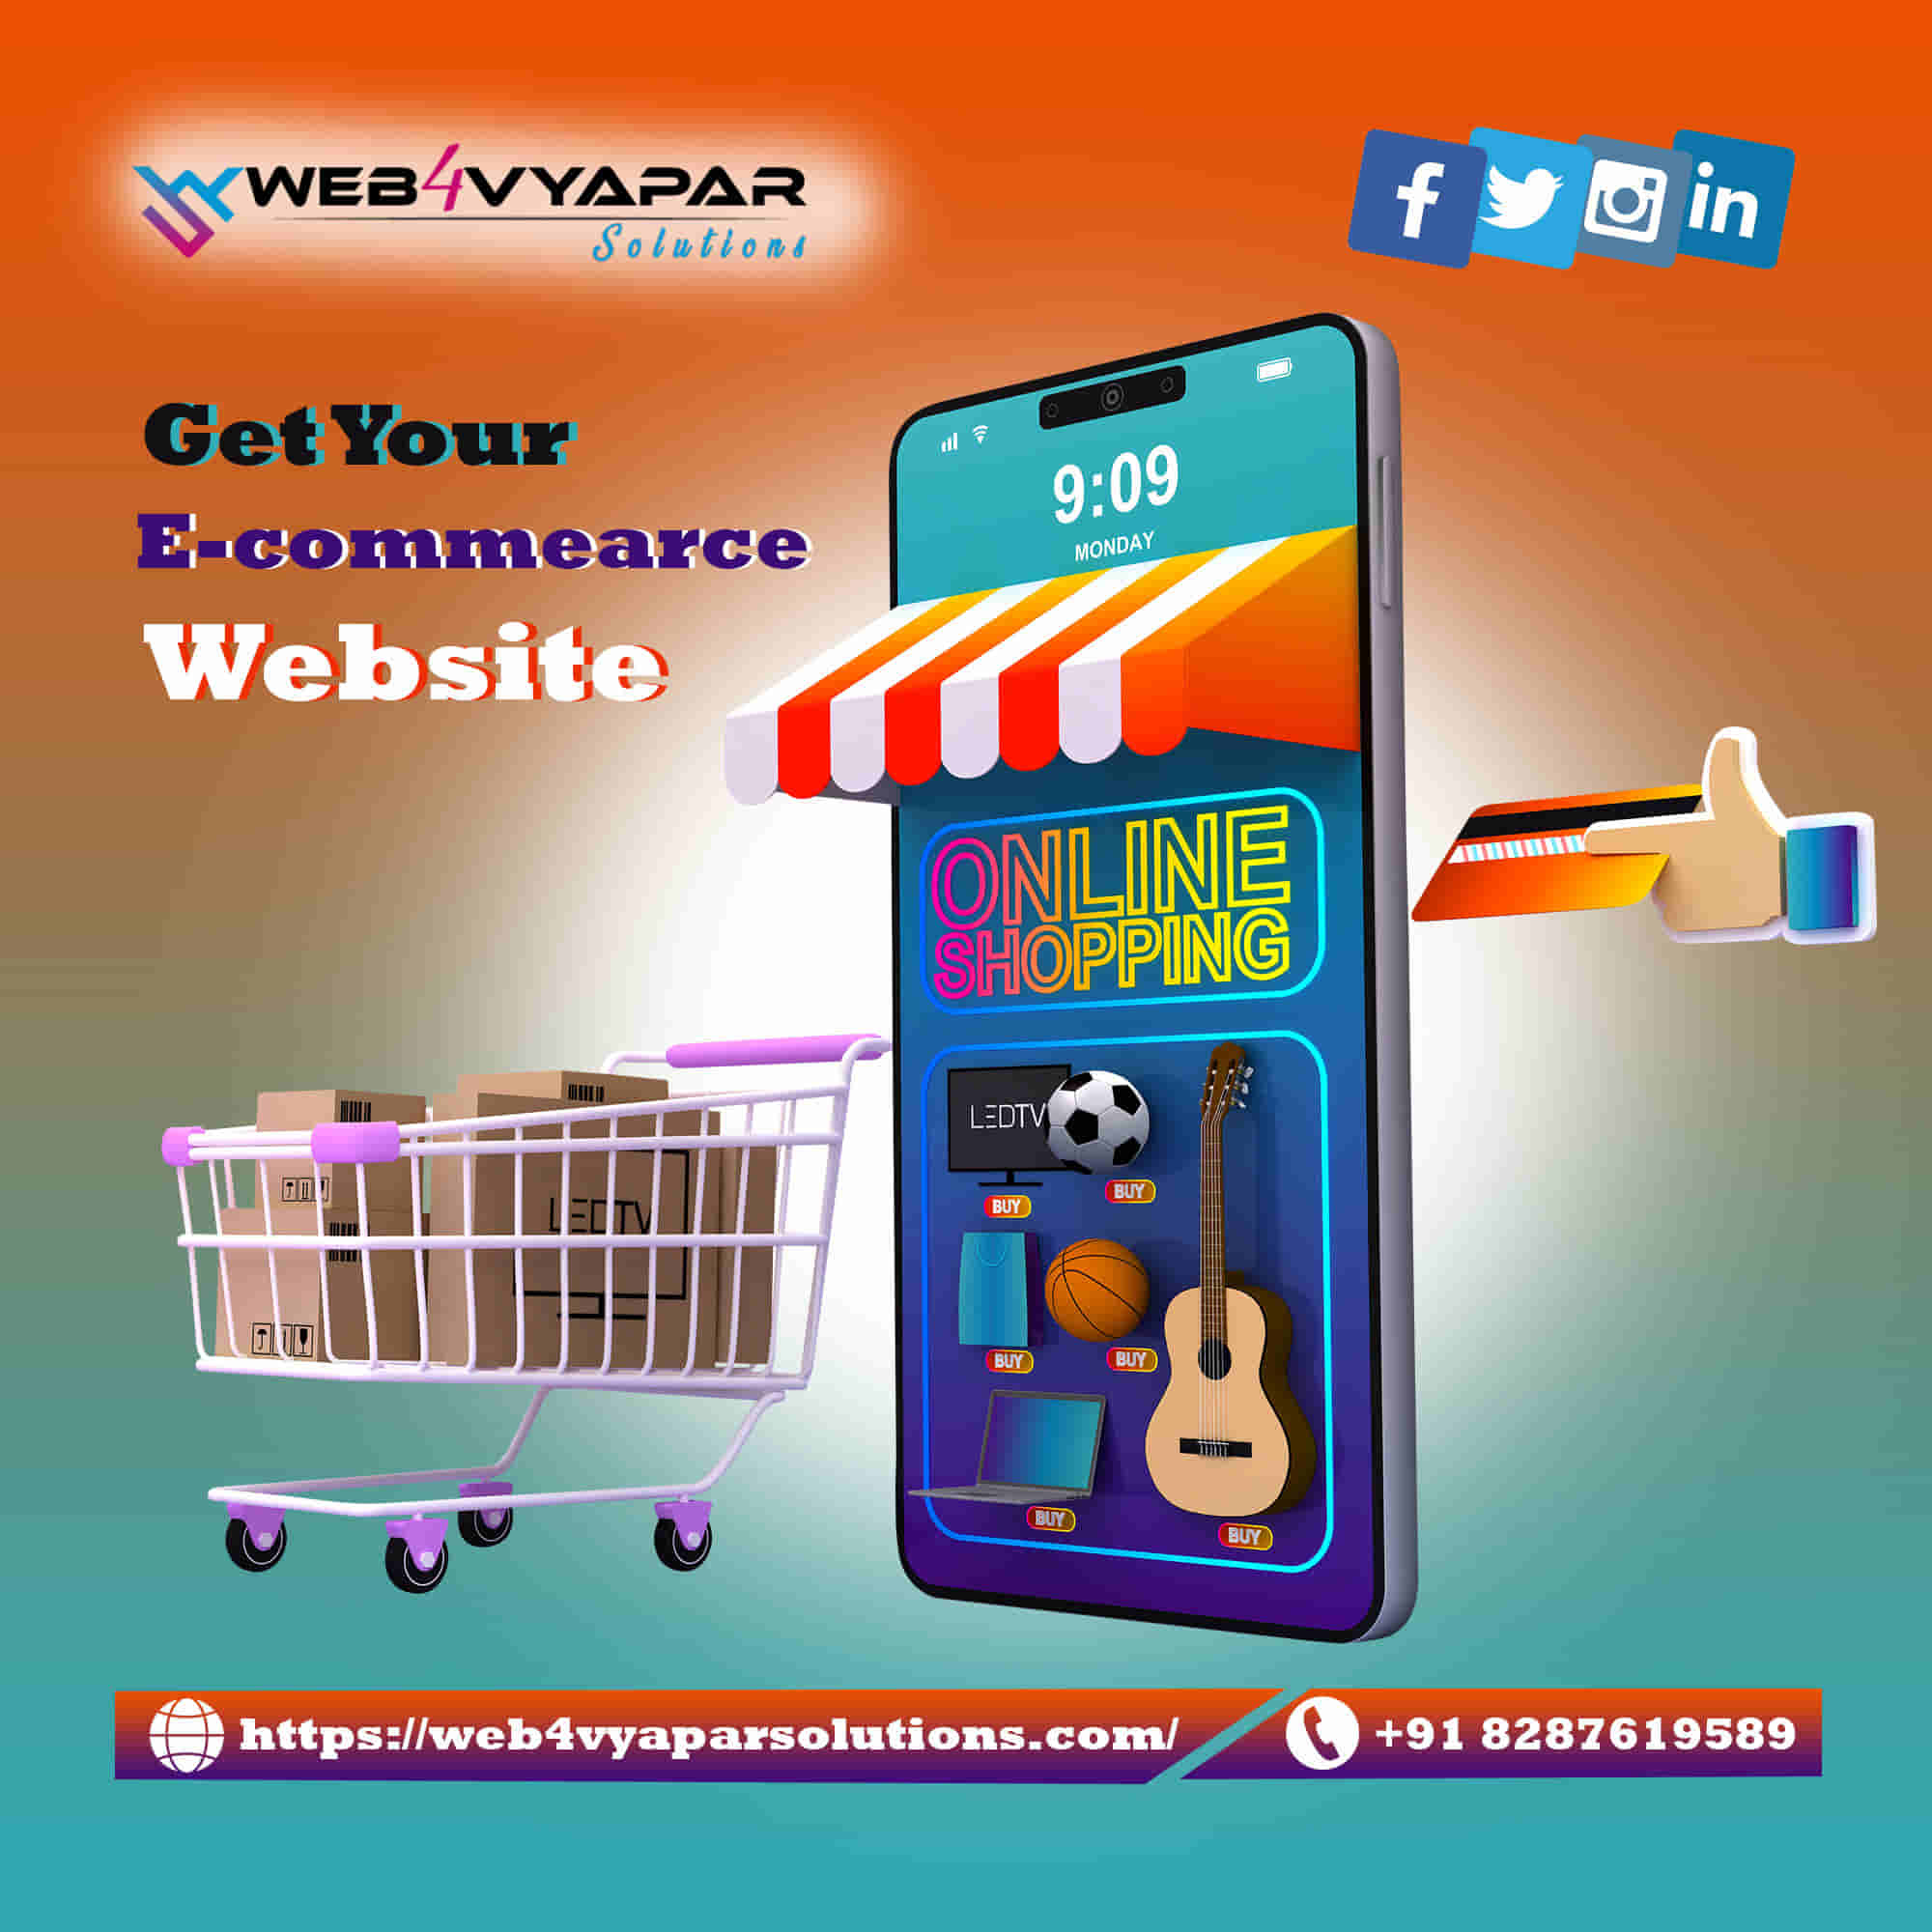 WEB4VYAPAR
Solutions
f
in
Get Your
E-commearce
Website
9:09
MONDAY
ONLINE
SHOPPING
LEDTV
BUY
BUY
BUY
BUY
BUY
BUY
LEDTV
https://web4vyaparsolutions.com/
+91 8287619589